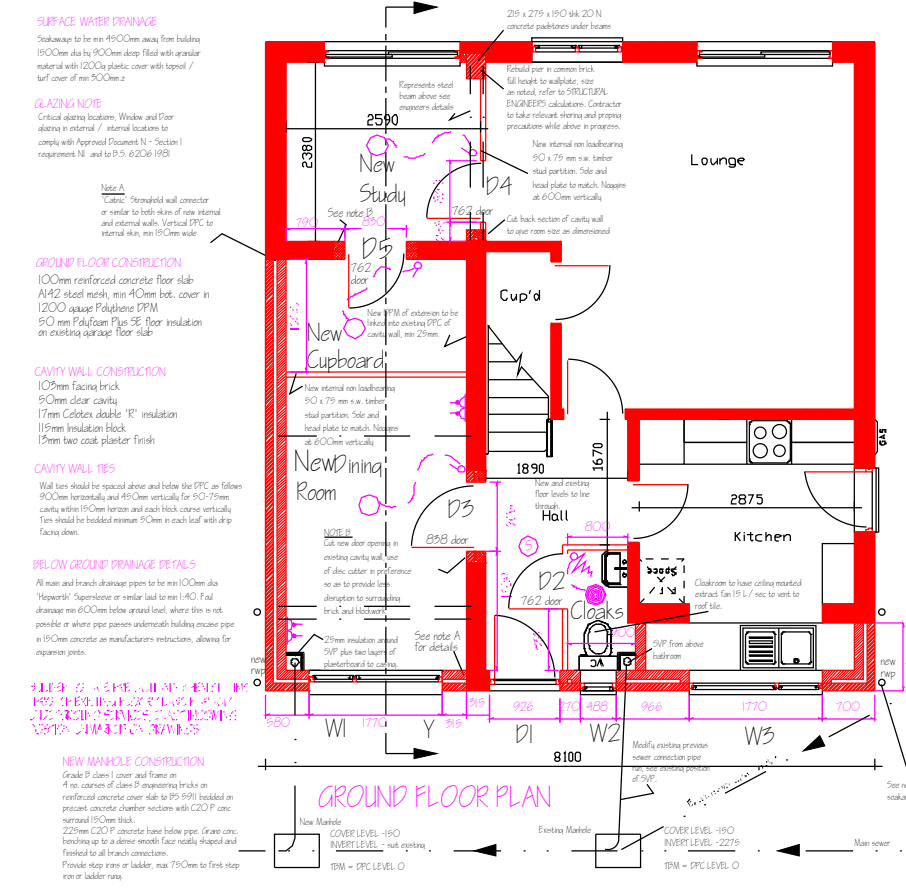 SURFACE WATER DRAINAGE
Soakaways to be min 4500mm away from building
1500mm dia by 900mm deep filled with granular
material with 1200g plastic cover with topsoil /
turf cover of min 300mm.z
GLAZING NOTE
Critical glazing locations, Window and Door
glazing in external / internal locations to
comply with Approved Document N - Section 1
requirement N1 and to B.S. 6206 1981
Note A
"Catnic" Stronghold wall connector
or similar to both skins of new internal
and external walls. Vertical DPC to
internal skin, min 150mm wide
GROUND FLOOR CONSTRUCTION
100mm reinforced concrete floor slab
A142 steel mesh, min 40mm bot. cover in
1200 gauge Polythene DPM
50 mm Polyfoam Plus SE floor insulation
on existing garage floor slab
CAVITY WALL CONSTRUCTION
103mm facing brick
50mm clear cavity
17mm Celotex double 'R' insulation
115mm Insulation block
13mm two coat plaster finish
CAVITY WALL TIES
Wall ties should be spaced above and below the DPC as follows
900mm horizontally and 450mm vertically for 50-75mm
cavity within 150mm horizon and each block course vertically
Ties should be bedded minimum 50mm in each leaf with drip
facing down.
BELOW GROUND DRAINAGE DETAILS
All main and branch drainage pipes to be min 100mm dia
'Hepworth' Supersleve or similar laid to min 1:40. Foul
drainage min 600mm below ground level, where this is not
possible or where pipe passes underneath building encase pipe
in 150mm concrete as manufacturers instructions, allowing for
expansion joints.
NEW MANHOLE CONSTRUCTION
Grade B class 1 cover and frame on
4 no. courses of class B engineering bricks on
reinforced concrete cover slab to BS 5911 bedded on
precast concrete chamber sections with C20 P conc
surround 150mm thick.
225mm C20 P concrete base below pipe. Grano conc.
benching up to a dense smooth face neatly shaped and
finished to all branch connections.
Provide step irons or ladder, max 750mm to first step
iron or ladder rung.
215 x 275 x 150 thk 20 N
concrete padstones under beams
Rebuild pier in common brick
full height to wallplate, size
as noted, refer to STRUCTURAL
ENGINEERS calculations. Contractor
to take relevant shoring and proping
precautions while above in progress.
Represents steel
beam above see
engineers details
New internal non loadbearing
50 x 75 mm s.w. timber
stud partition. Sole and
head plate to match. Noggins
at 600mm vertically
Cut back section of cavity wall
to give room size as dimensioned
2590
2380
New
Study
D4
762 door
See note B
790
830
D5
762
door
Lounge
Cup'd
New DPM of extension to be
linked into existing DPC of
cavity wall, min 25mm.
New
Cupboard
New internal non loadbearing
50 x 75 mm s.w. timber
stud partition. Sole and
head plate to match. Noggins
at 600mm vertically
New Dining
Room
D3
838 door
NOTE B
Cut new door opening in
existing cavity wall, use
of disc cutter in preference
so as to provide less
disruption to surrounding
brick and blockwork
25mm insulation around
SVP plus two layers of
plasterboard to casing.
See note A
for details
1890
1670
New and existing
floor levels to line
through.
Hall
S
800
D2
762 door
Cloaks
WC
900
2875
Kitchen
Space
GAS
Cloakroom to have ceiling mounted
extract fan 15 L / sec to vent to
roof tile.
SVP from above
bathroom
new
rwp
new
rwp
580
1770
315
315
926
270
488
966
1770
700
W1
Y
D1
W2
W3
8100
GROUND FLOOR PLAN
Modify existing previous
sewer connection pipe
run, see existing position
of SVP.
New Manhole
COVER LEVEL -150
INVERT LEVEL - suit existing
TBM = DPC LEVEL 0
Existing Manhole
COVER LEVEL -150
INVERT LEVEL -2275
TBM = DPC LEVEL 0
Main sewer